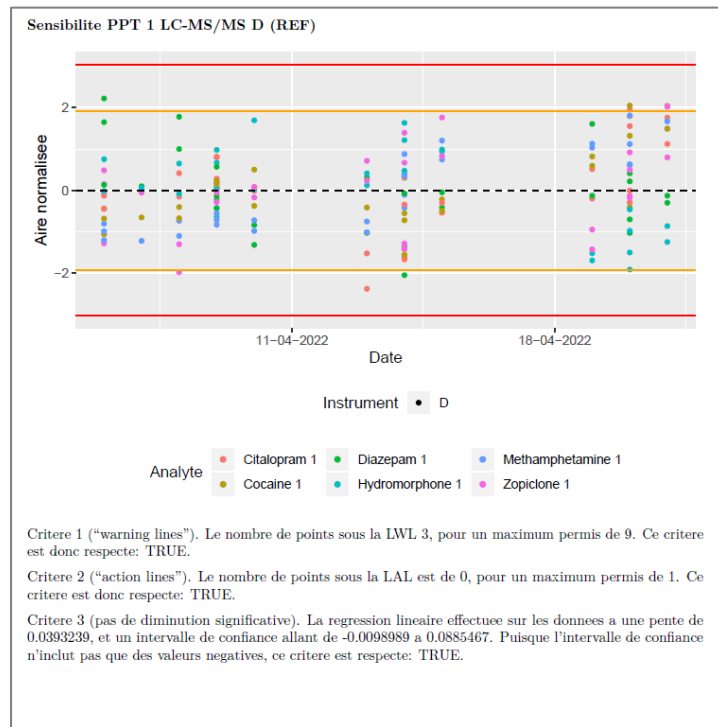 Sensibilite PPT 1 LC-MS/MS D (REF)
2
0
−2
Aire normalisee
11−04−2022
18−04−2022
Date
Instrument D
Analyte
Citalopram 1
Diazepam 1
Methamphetamine 1
Cocaine 1
Hydromorphone 1
Zopiclone 1
Critere 1 (“warning lines”). Le nombre de points sous la LWL 3, pour un maximum permis de 9. Ce critere
est donc respecte: TRUE.
Critere 2 (“action lines”). Le nombre de points sous la LAL est de 0, pour un maximum permis de 1. Ce
critere est donc respecte: TRUE.
Critere 3 (pas de diminution significative). La regression lineaire effectuee sur les donnees a une pente de
0.0393239, et un intervalle de confiance allant de -0.0098989 a 0.0885467. Puisque l’intervalle de confiance
n’inclut pas que des valeurs negatives, ce critere est respecte: TRUE.